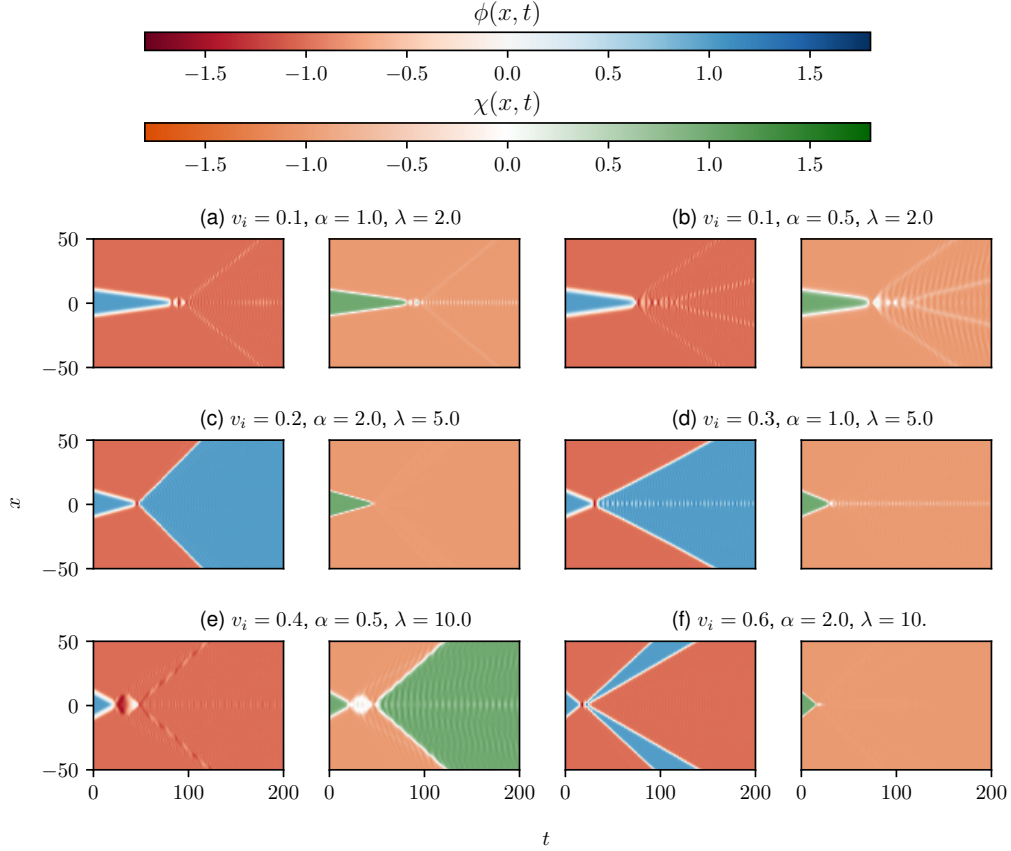 ϕ(x, t)
−1.5 −1.0 −0.5 0.0 0.5 1.0 1.5
χ(x, t)
−1.5 −1.0 −0.5 0.0 0.5 1.0 1.5
(a) v_i = 0.1, α = 1.0, λ = 2.0
(b) v_i = 0.1, α = 0.5, λ = 2.0
50
0
−50
(c) v_i = 0.2, α = 2.0, λ = 5.0
(d) v_i = 0.3, α = 1.0, λ = 5.0
50
0
−50
x
(e) v_i = 0.4, α = 0.5, λ = 10.0
(f) v_i = 0.6, α = 2.0, λ = 10.
50
0
−50
0 100 200 0 100 200 0 100 200 0 100 200
t